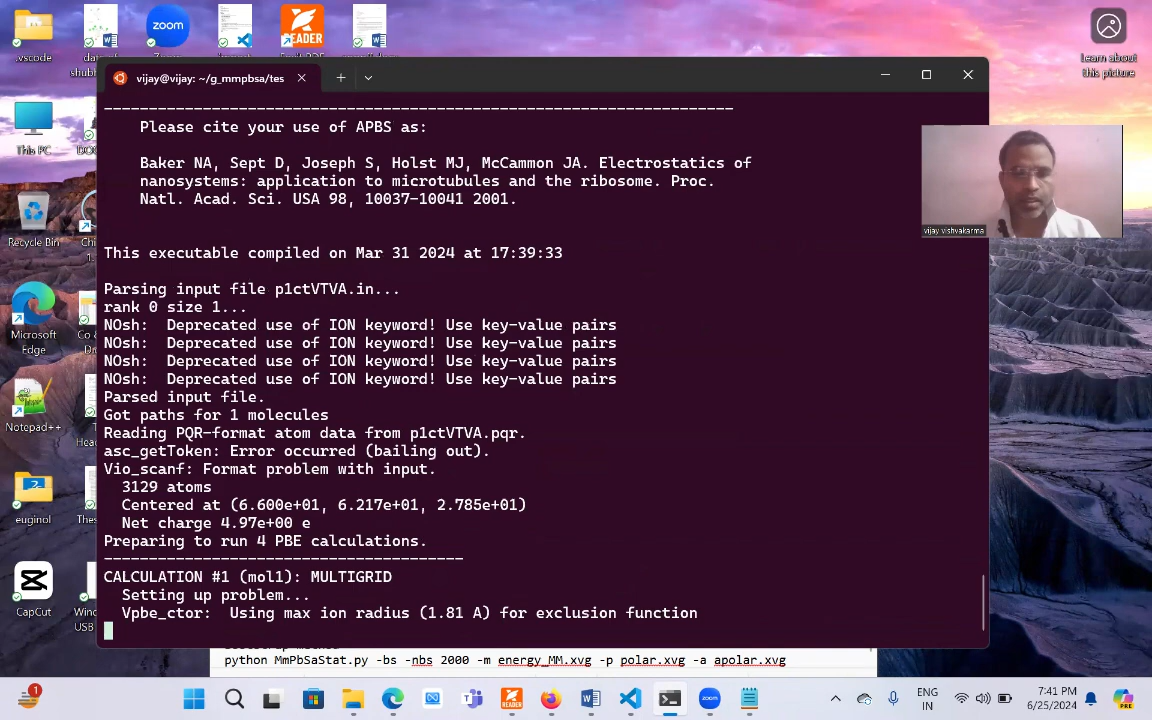 .vscode
zoom
READER
Learn about
this picture
vijay@vijay: ~/g_mmpbsa/tes
Please cite your use of APBS as:
Baker NA, Sept D, Joseph S, Holst MJ, McCammon JA. Electrostatics of
nanosystems: application to microtubules and the ribosome. Proc.
Natl. Acad. Sci. USA 98, 10037-10041 2001.
This executable compiled on Mar 31 2024 at 17:39:33
Parsing input file p1ctVTVA.in...
rank 0 size 1...
NOsh:  Deprecated use of ION keyword! Use key-value pairs
NOsh:  Deprecated use of ION keyword! Use key-value pairs
NOsh:  Deprecated use of ION keyword! Use key-value pairs
NOsh:  Deprecated use of ION keyword! Use key-value pairs
Parsed input file.
Got paths for 1 molecules
Reading PQR-format atom data from p1ctVTVA.pqr.
asc_getToken: Error occurred (bailing out).
Vio_scanf: Format problem with input.
3129 atoms
Centered at (6.600e+01, 6.217e+01, 2.785e+01)
Net charge 4.97e+00 e
Preparing to run 4 PBE calculations.
CALCULATION #1 (mol1): MULTIGRID
Setting up problem...
Vpbe_ctor:  Using max ion radius (1.81 A) for exclusion function
vijay vishvakarma
This PC
Recycle Bin
Microsoft
Edge
Notepad++
euginol
CapCut
USB
python MmPbSaStat.py -bs -nbs 2000 -m energy_MM.xvg -p polar.xvg -a apolar.xvg
READER
zoom
ENG
IN
7:41 PM
6/25/2024
1
PRE